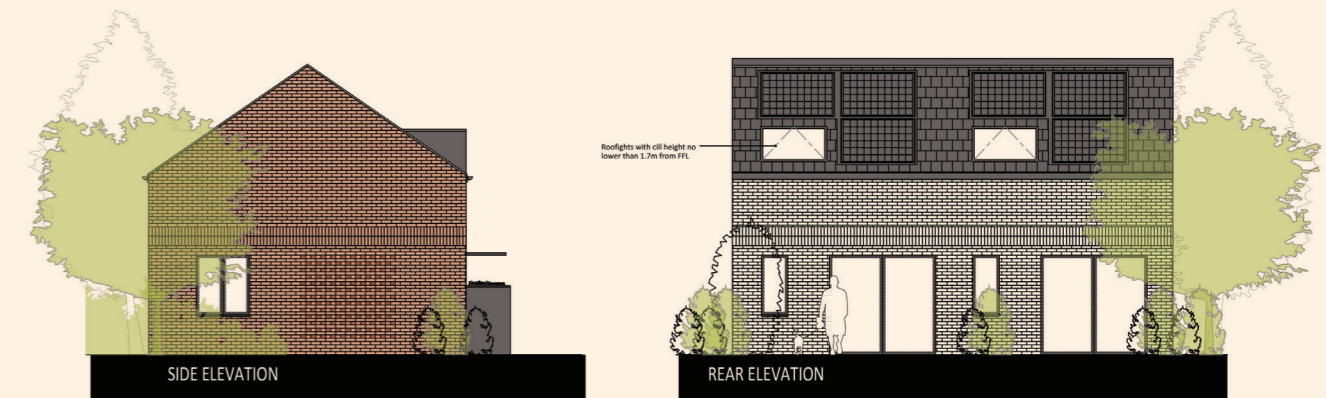 Roofights with cill height no
lower than 1.7m from FFL
SIDE ELEVATION
REAR ELEVATION